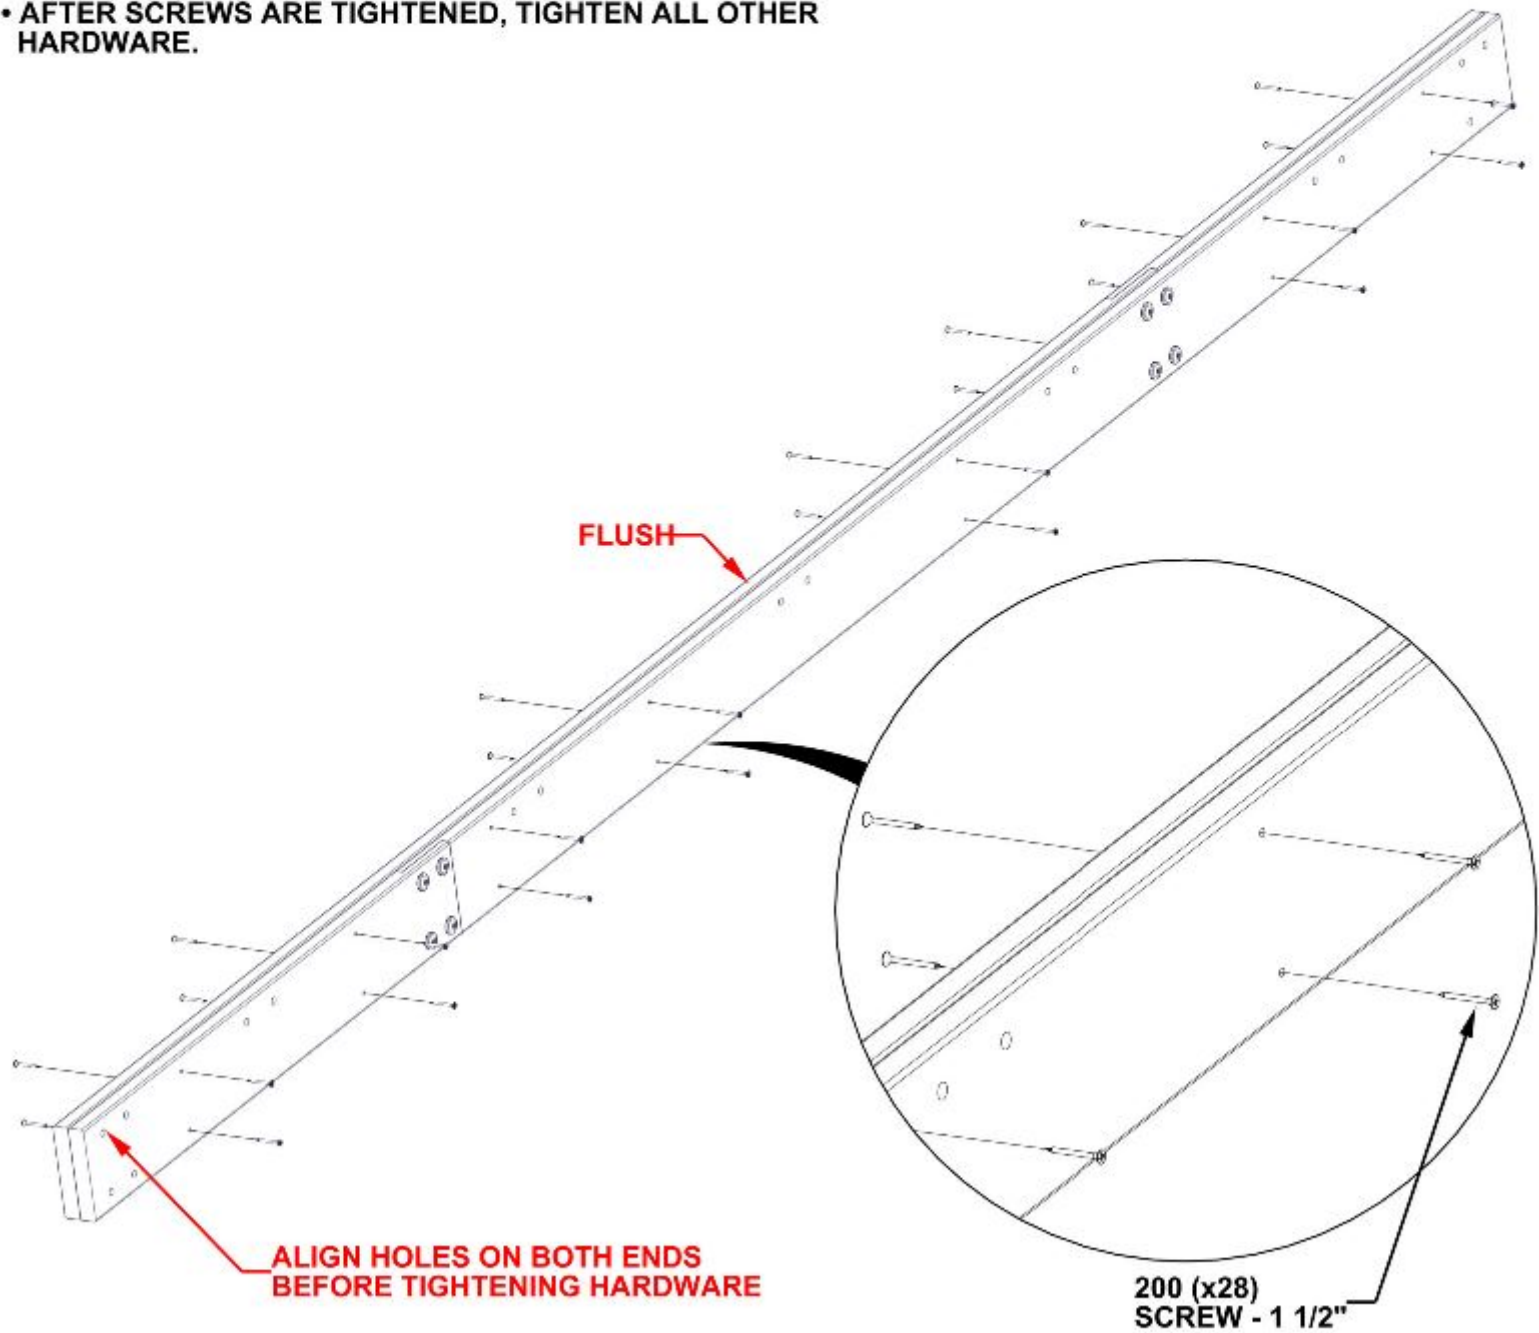 • AFTER SCREWS ARE TIGHTENED, TIGHTEN ALL OTHER
HARDWARE.
FLUSH
ALIGN HOLES ON BOTH ENDS
BEFORE TIGHTENING HARDWARE
200 (x28)
SCREW - 1 1/2"